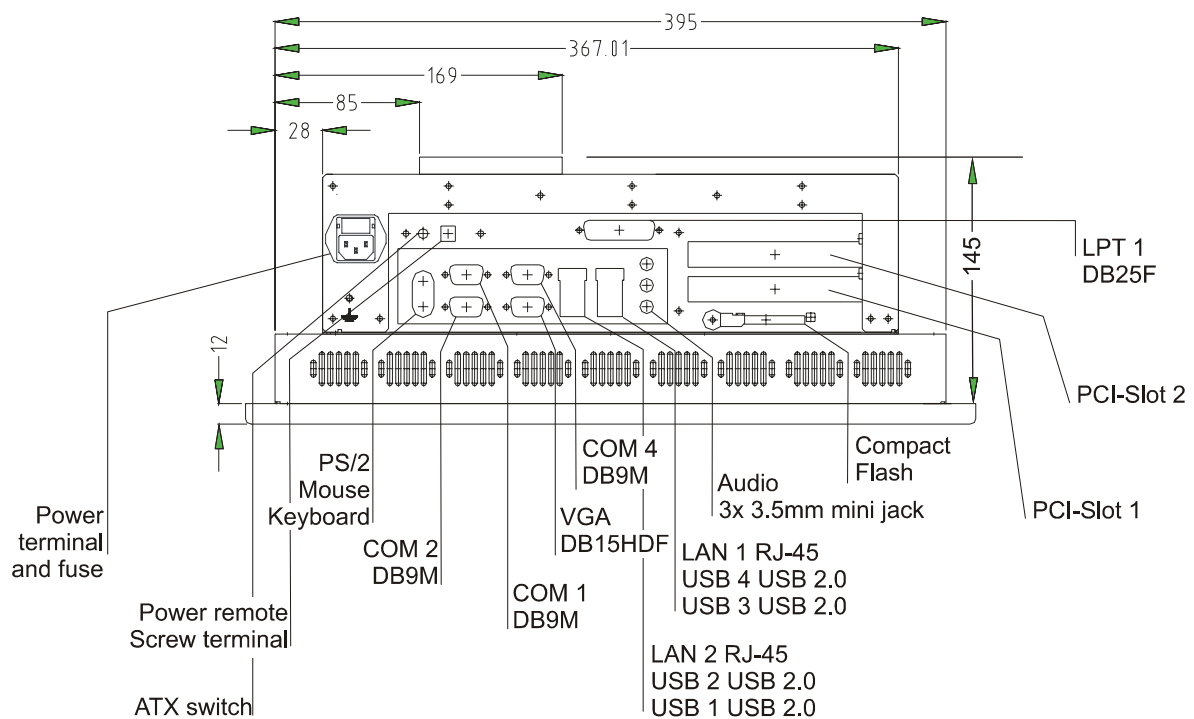 395
367.01
169
85
28
145
12
LPT 1
DB25F
PCI-Slot 2
PCI-Slot 1
Compact
Flash
Audio
3x 3.5mm mini jack
COM 4
DB9M
PS/2
Mouse
Keyboard
VGA
DB15HDF
LAN 1 RJ-45
USB 4 USB 2.0
USB 3 USB 2.0
Power
terminal
and fuse
COM 2
DB9M
COM 1
DB9M
Power remote
Screw terminal
LAN 2 RJ-45
USB 2 USB 2.0
USB 1 USB 2.0
ATX switch